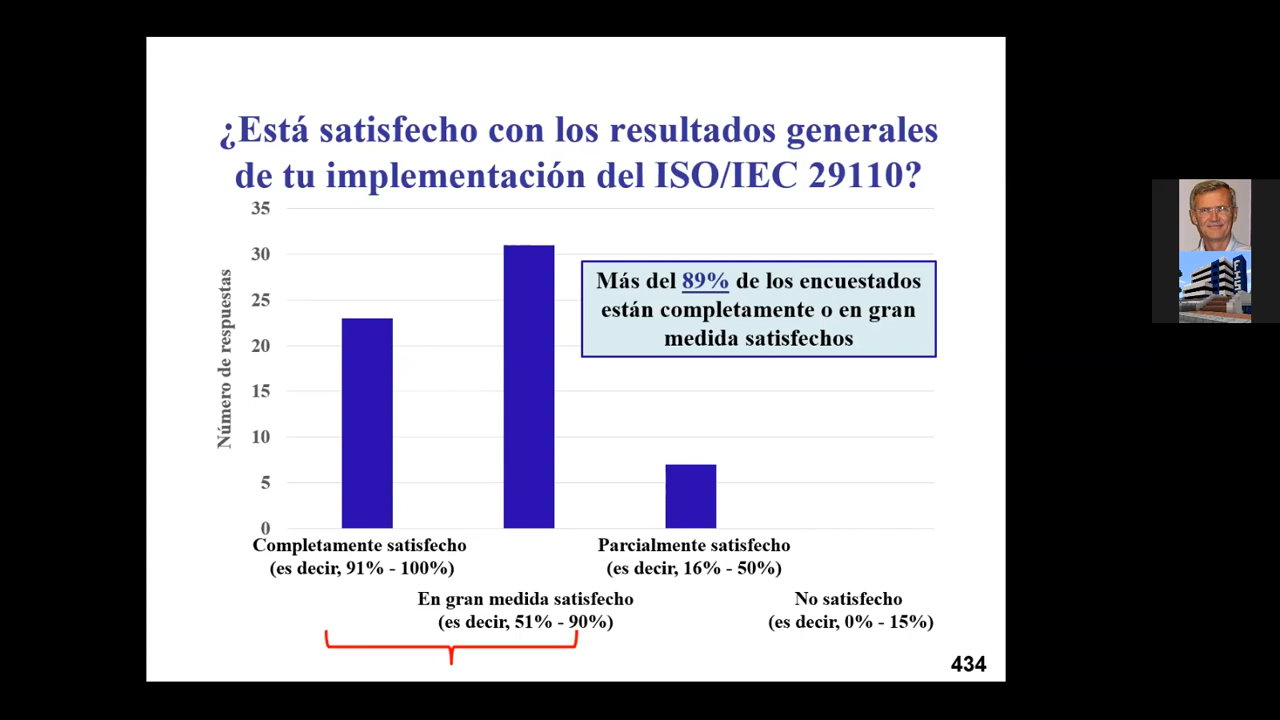 ¿Está satisfecho con los resultados generales
de tu implementación del ISO/IEC 29110?
Número de respuestas
35
30
25
20
15
10
5
0
Más del 89% de los encuestados
están completamente o en gran
medida satisfechos
Completamente satisfecho
(es decir, 91% - 100%)
En gran medida satisfecho
(es decir, 51% - 90%)
Parcialmente satisfecho
(es decir, 16% - 50%)
No satisfecho
(es decir, 0% - 15%)
434